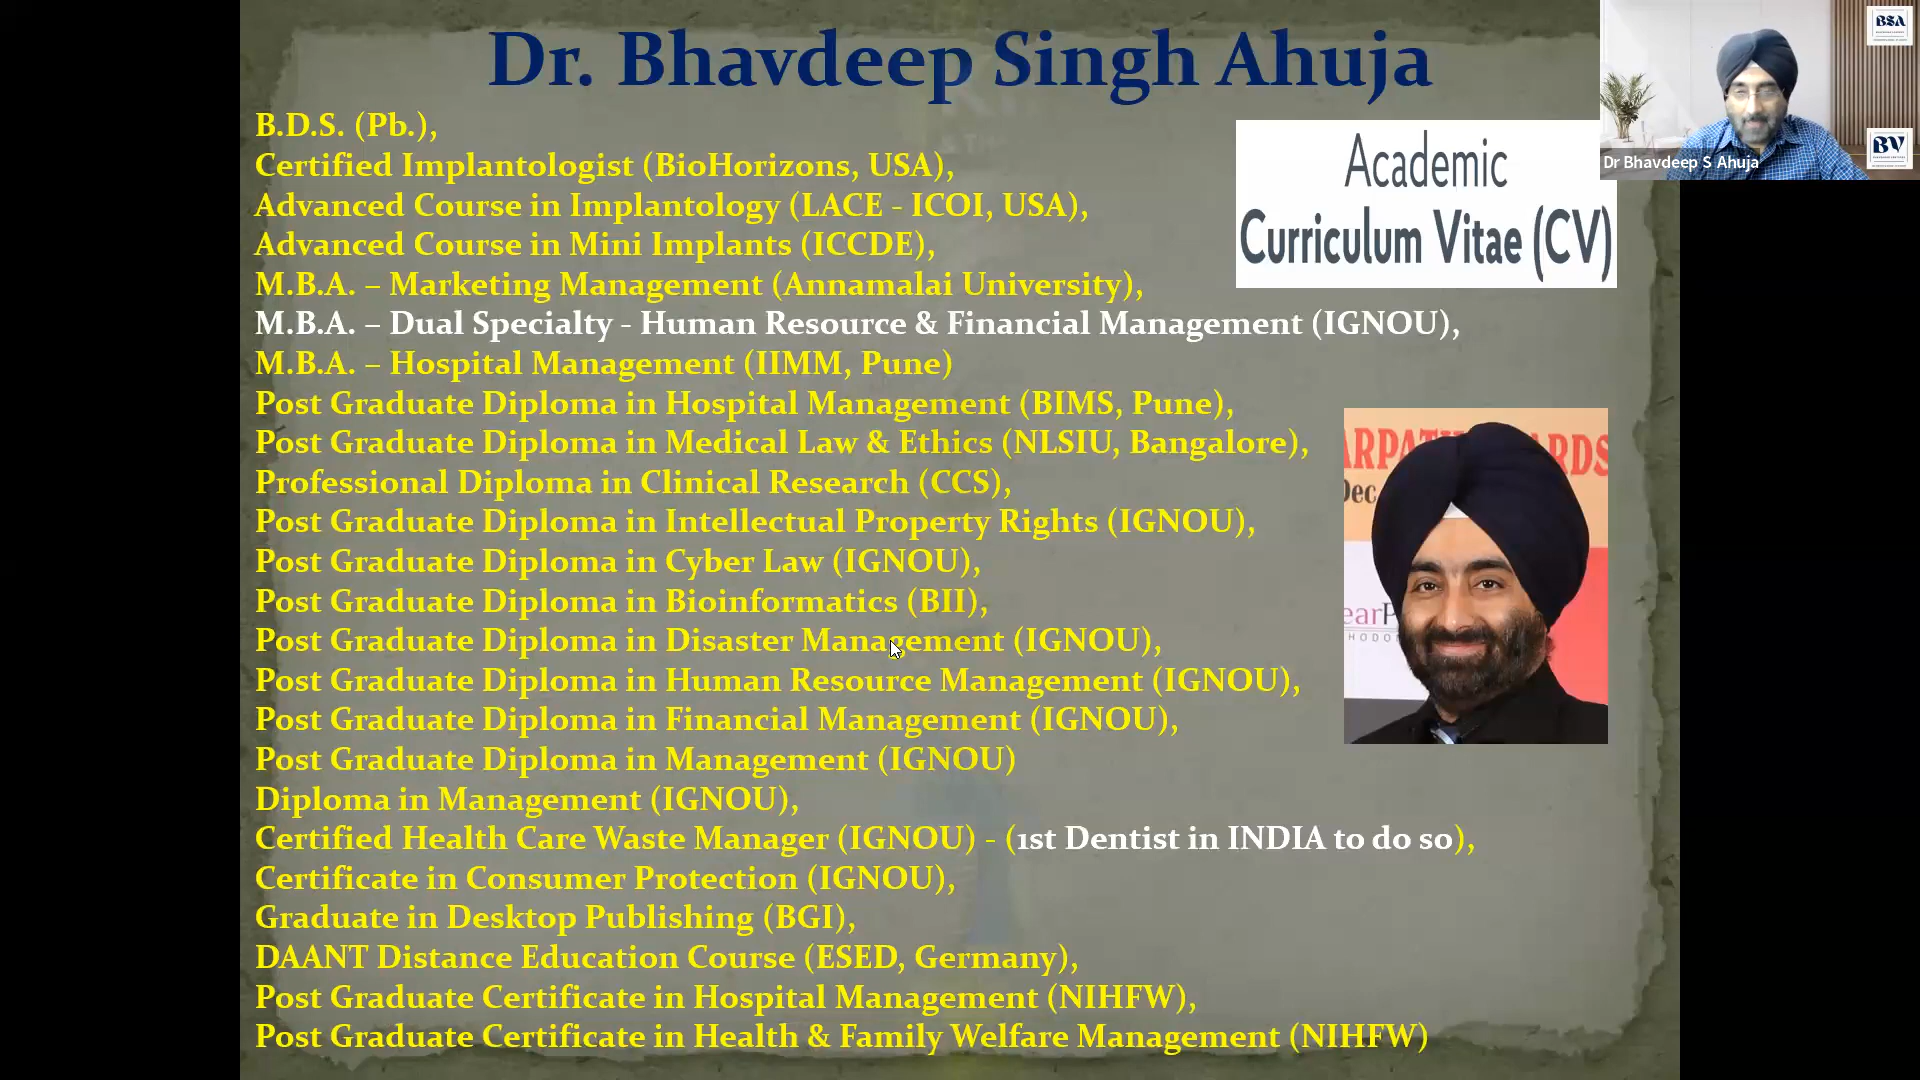 Dr. Bhavdeep Singh Ahuja
B.D.S. (Pb.),
Certified Implantologist (BioHorizons, USA),
Advanced Course in Implantology (LACE - ICOI, USA),
Advanced Course in Mini Implants (ICCDE),
M.B.A. – Marketing Management (Annamalai University),
M.B.A. – Dual Specialty - Human Resource & Financial Management (IGNOU),
M.B.A. – Hospital Management (IIMM, Pune)
Post Graduate Diploma in Hospital Management (BIMS, Pune),
Post Graduate Diploma in Medical Law & Ethics (NLSIU, Bangalore),
Professional Diploma in Clinical Research (CCS),
Post Graduate Diploma in Intellectual Property Rights (IGNOU),
Post Graduate Diploma in Cyber Law (IGNOU),
Post Graduate Diploma in Bioinformatics (BII),
Post Graduate Diploma in Disaster Management (IGNOU),
Post Graduate Diploma in Human Resource Management (IGNOU),
Post Graduate Diploma in Financial Management (IGNOU),
Post Graduate Diploma in Management (IGNOU)
Diploma in Management (IGNOU),
Certified Health Care Waste Manager (IGNOU) - (1st Dentist in INDIA to do so),
Certificate in Consumer Protection (IGNOU),
Graduate in Desktop Publishing (BGI),
DAANT Distance Education Course (ESED, Germany),
Post Graduate Certificate in Hospital Management (NIHFW),
Post Graduate Certificate in Health & Family Welfare Management (NIHFW)
Academic
Curriculum Vitae (CV)
BSA
BV
Dr Bhavdeep S Ahuja
Dec